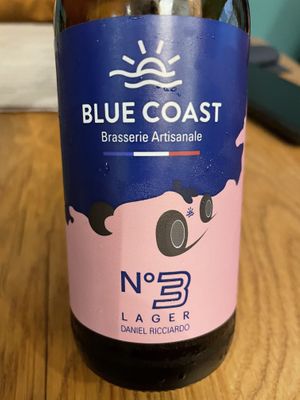 BLUE COAST
Brasserie Artisanale
N° 3
LAGER
DANIEL RICCIARDO